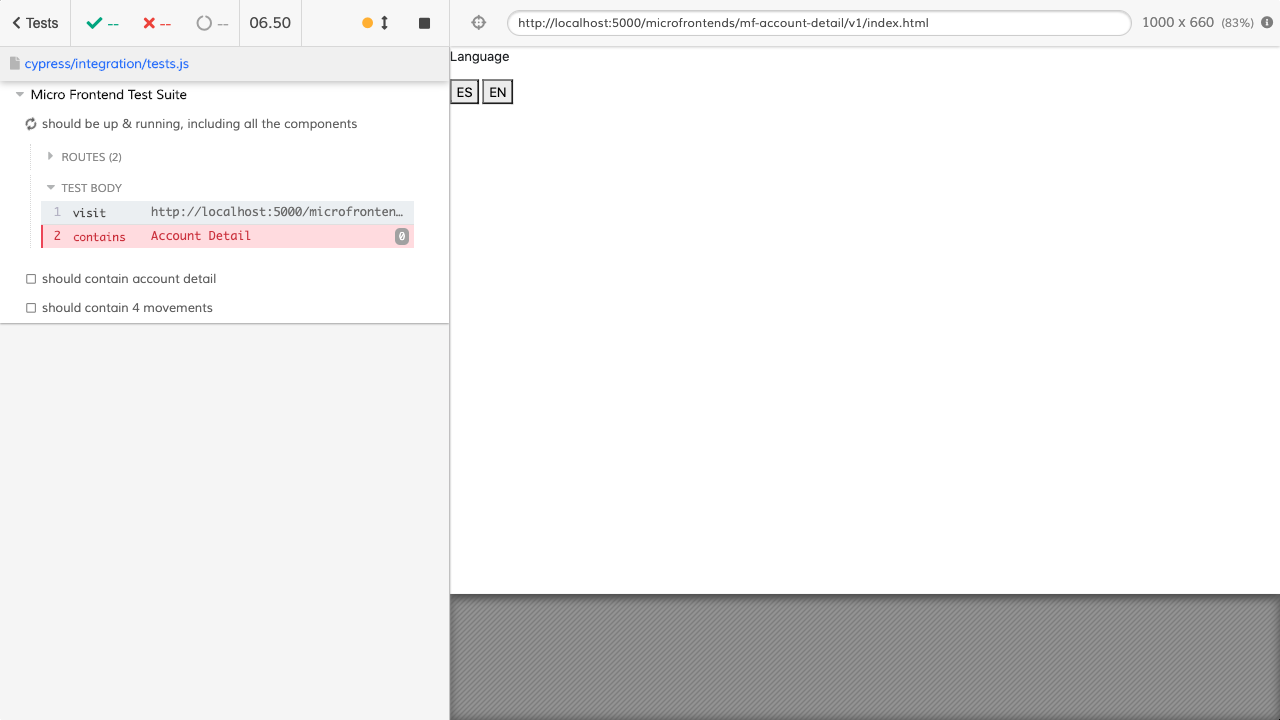 Tests
--
--
--
06.50
http://localhost:5000/microfrontends/mf-account-detail/v1/index.html
1000 x 660 (83%)
cypress/integration/tests.js
Micro Frontend Test Suite
should be up & running, including all the components
ROUTES (2)
TEST BODY
1 visit http://localhost:5000/microfronten…
2 contains Account Detail 0
should contain account detail
should contain 4 movements
Language
ES EN